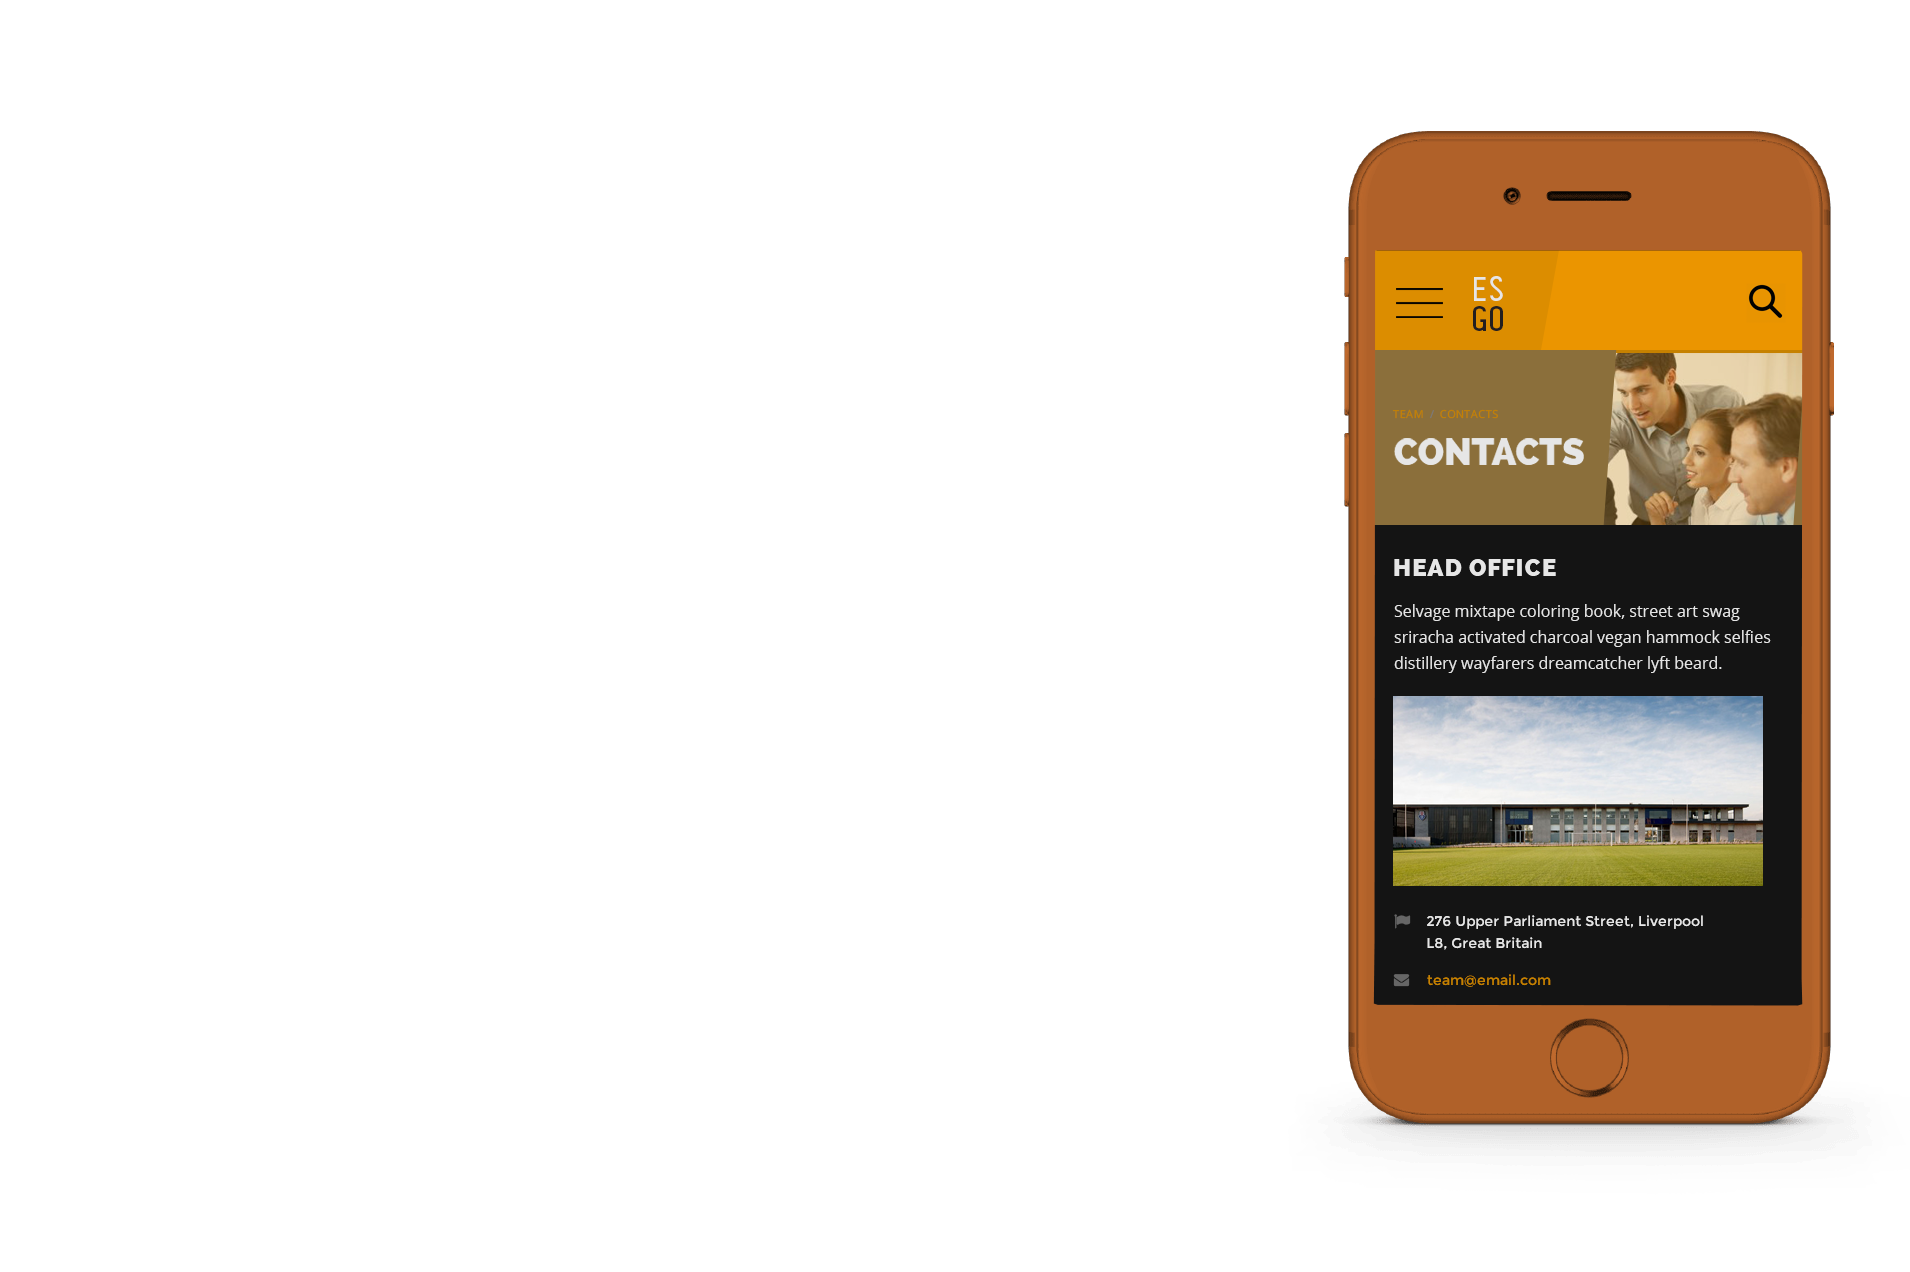 ES
GO
TEAM / CONTACTS
CONTACTS
HEAD OFFICE
Selvage mixtape coloring book, street art swag
sriracha activated charcoal vegan hammock selfies
distillery wayfarers dreamcatcher lyft beard.
276 Upper Parliament Street, Liverpool
L8, Great Britain
team@email.com